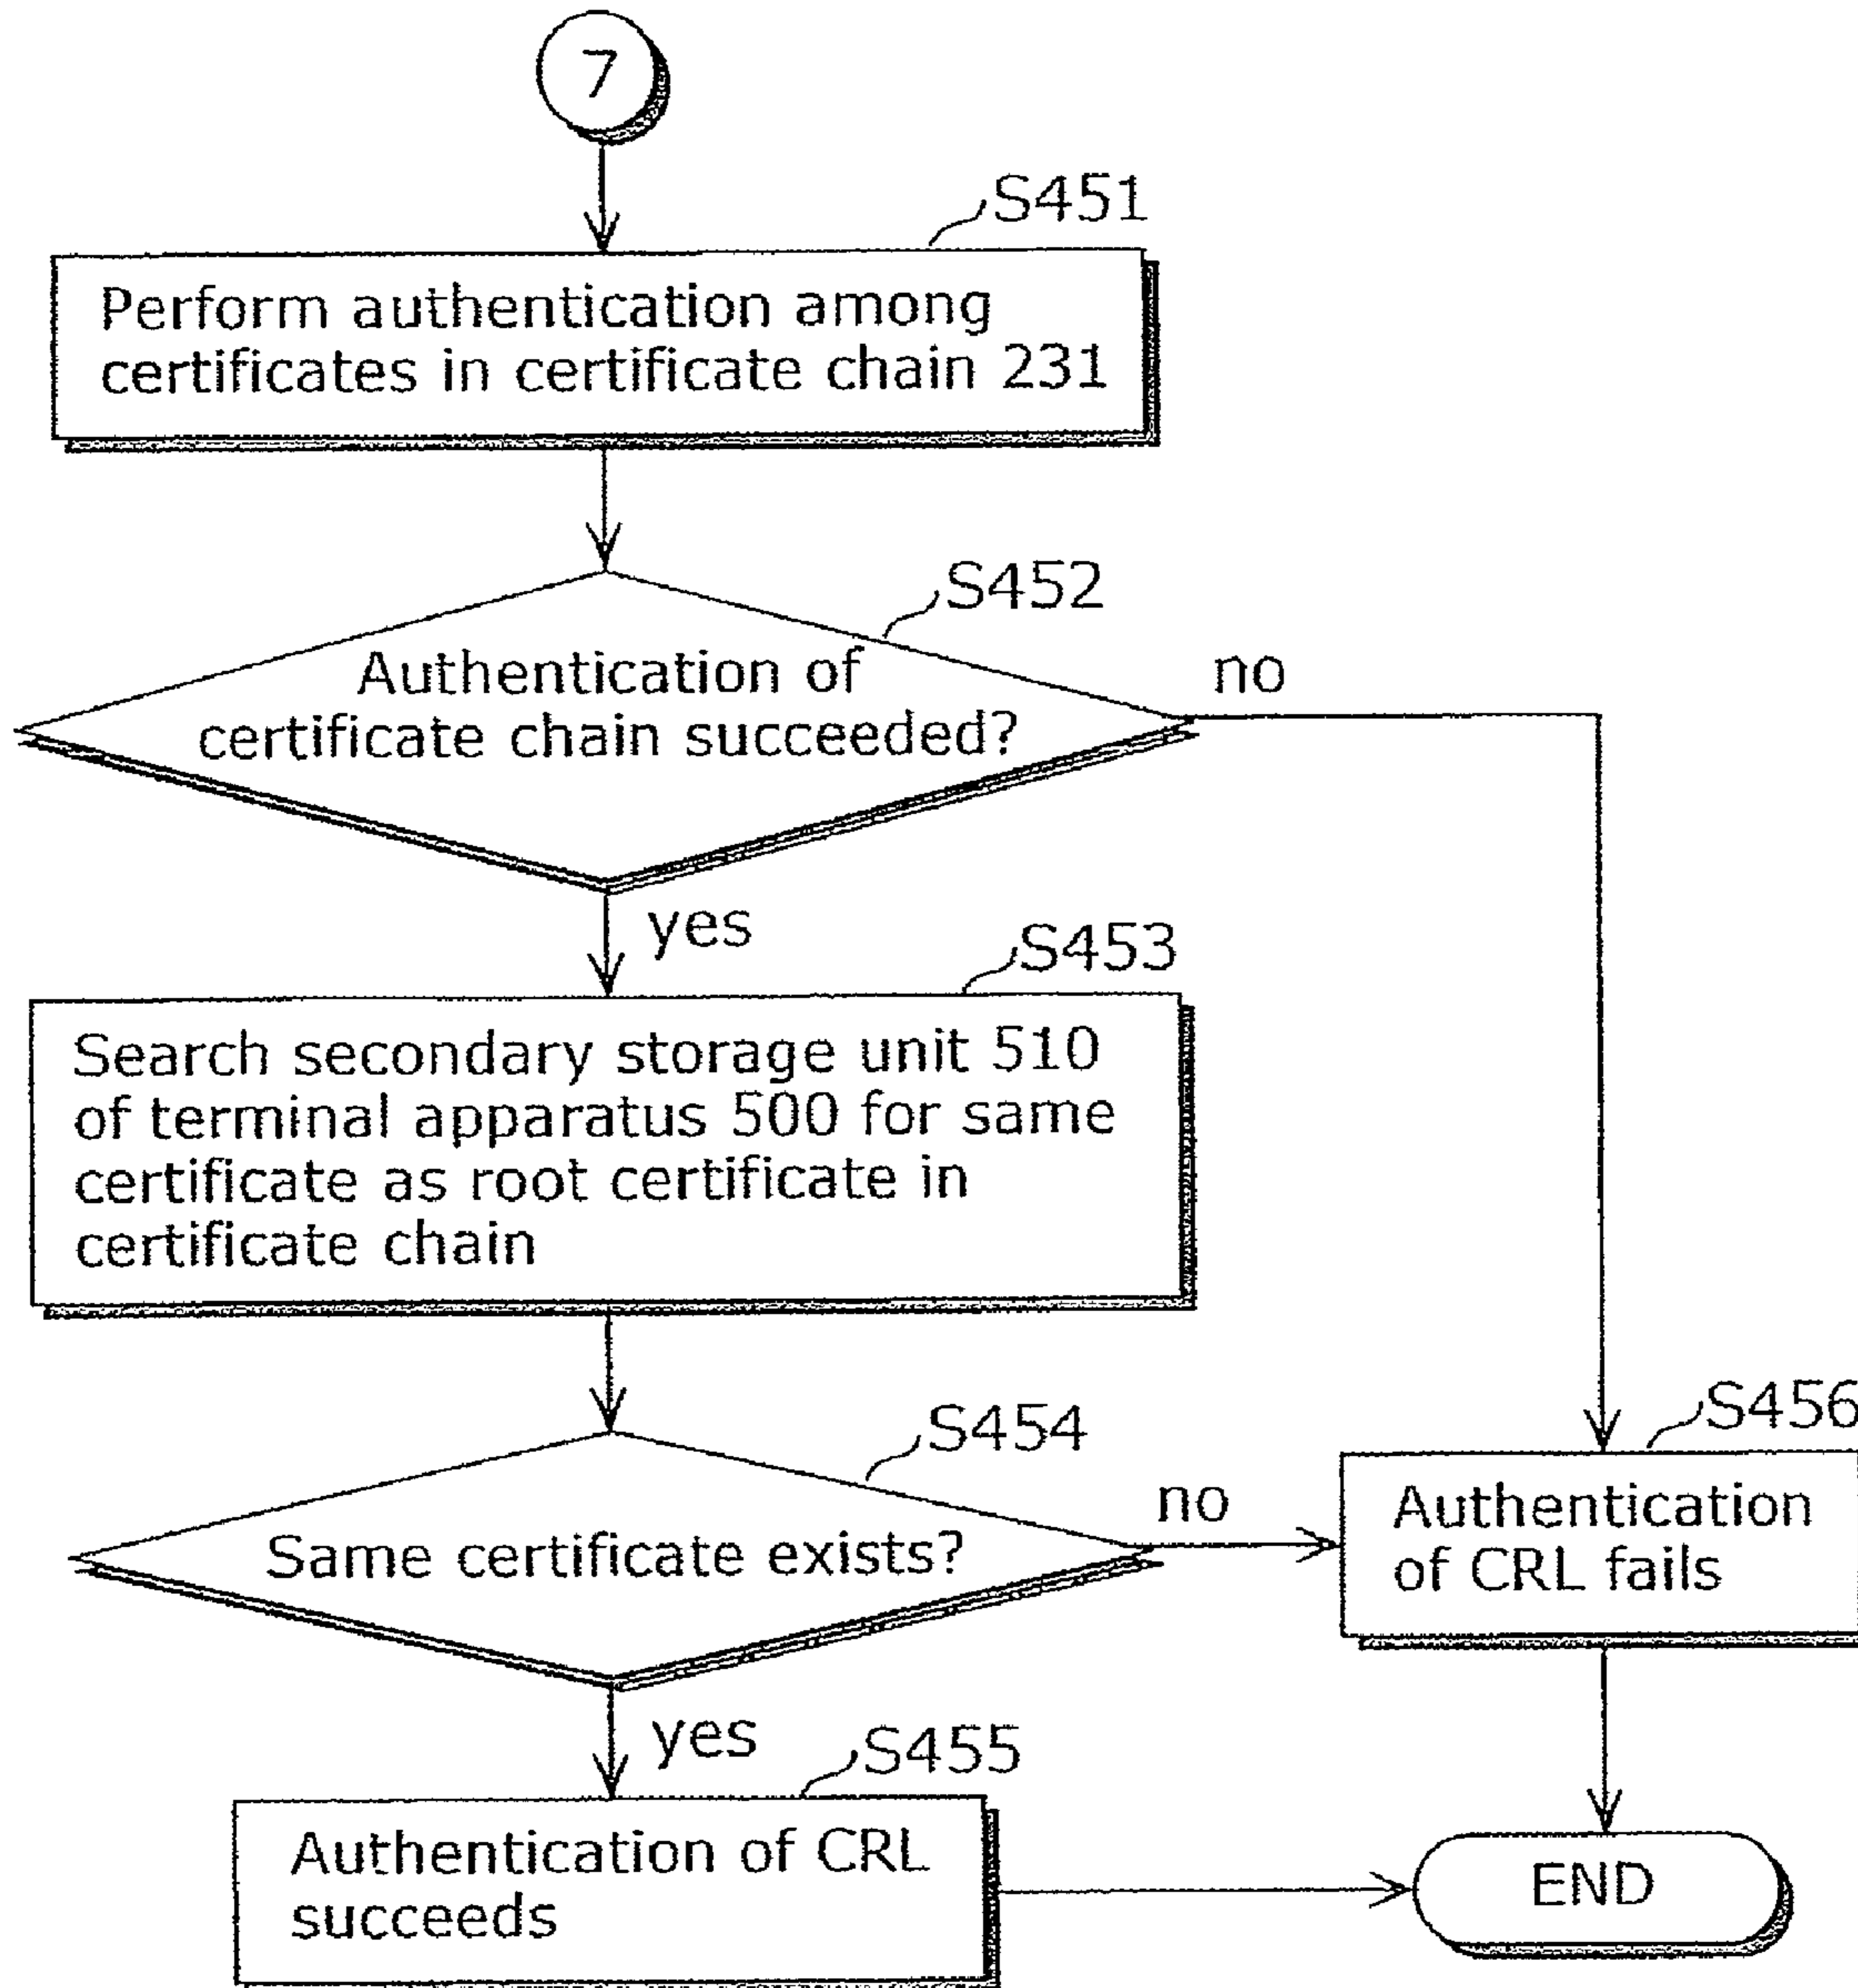 7
S451
Perform authentication among
certificates in certificate chain 231
S452
Authentication of
certificate chain succeeded?
no
yes
S453
Search secondary storage unit 510
of terminal apparatus 500 for same
certificate as root certificate in
certificate chain
S454
Same certificate exists?
no
S456
Authentication
of CRL fails
yes
S455
Authentication of CRL
succeeds
END